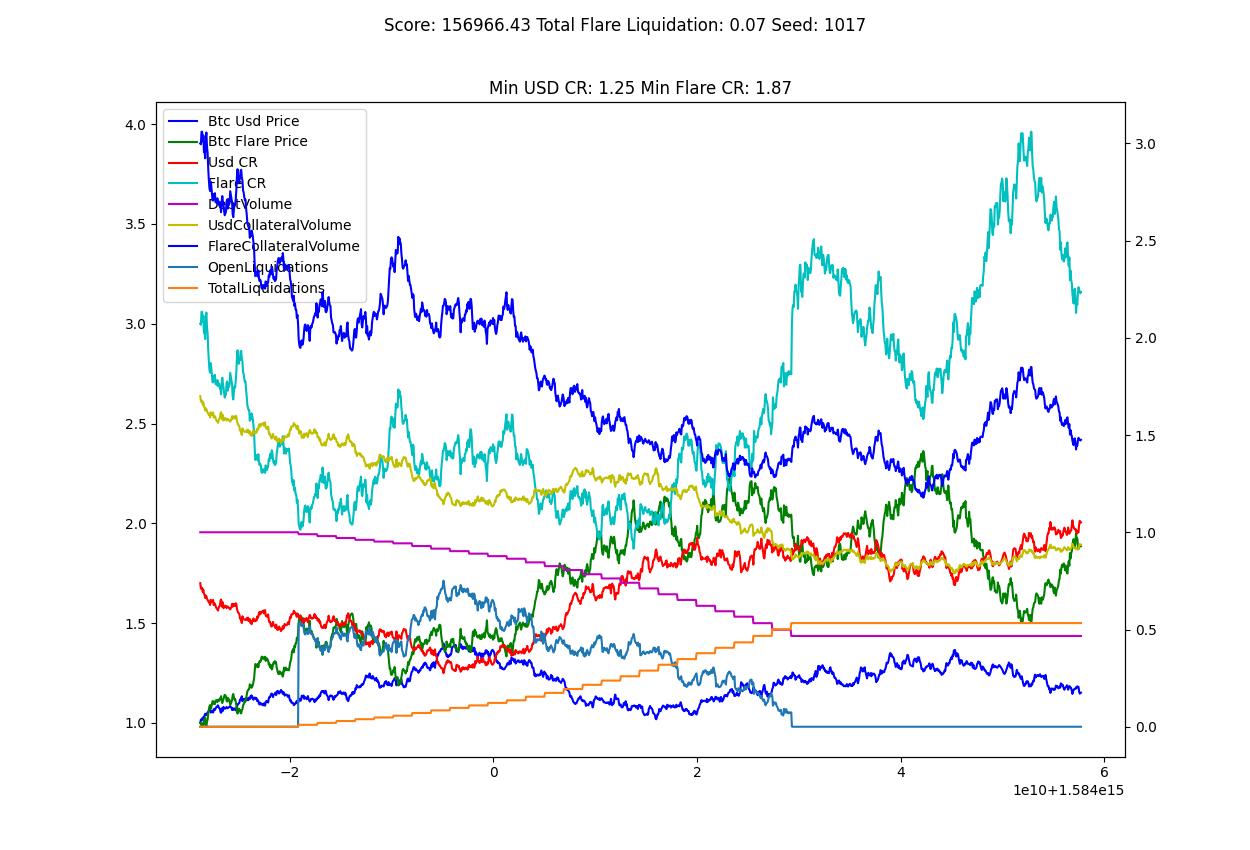 Score: 156966.43 Total Flare Liquidation: 0.07 Seed: 1017
Min USD CR: 1.25 Min Flare CR: 1.87
Btc Usd Price
Btc Flare Price
Usd CR
Flare CR
DebtVolume
UsdCollateralVolume
FlareCollateralVolume
OpenLiquidations
TotalLiquidations
4.0
3.5
3.0
2.5
2.0
1.5
1.0
3.0
2.5
2.0
1.5
1.0
0.5
0.0
−2 0 2 4 6
1e10+1.584e15